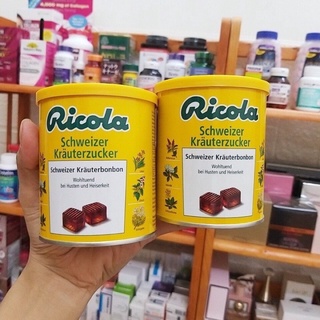 Ricola
Schweizer
Kräuterzucker
Schweizer Kräuterbonbon
Wohltuend
bei Husten und Heiserkeit
Ricola
Schweizer
Kräuterzucker
Schweizer Kräuterbonbon
Wohltuend
bei Husten und Heiserkeit